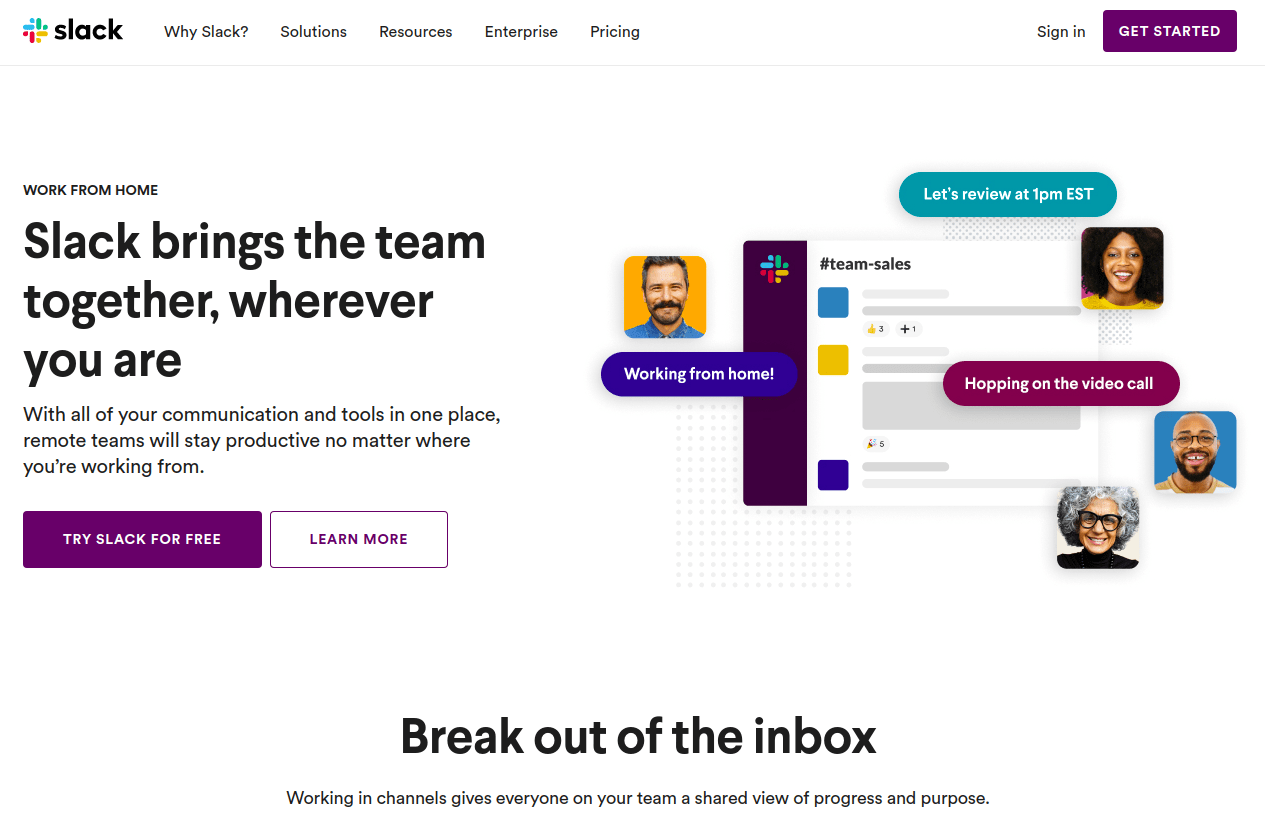 slack
Why Slack?
Solutions
Resources
Enterprise
Pricing
Sign in
GET STARTED
WORK FROM HOME
Slack brings the team
together, wherever
you are
With all of your communication and tools in one place,
remote teams will stay productive no matter where
you’re working from.
TRY SLACK FOR FREE
LEARN MORE
Let’s review at 1pm EST
#team-sales
👍 3
+ 1
Working from home!
Hopping on the video call
🎉 5
Break out of the inbox
Working in channels gives everyone on your team a shared view of progress and purpose.